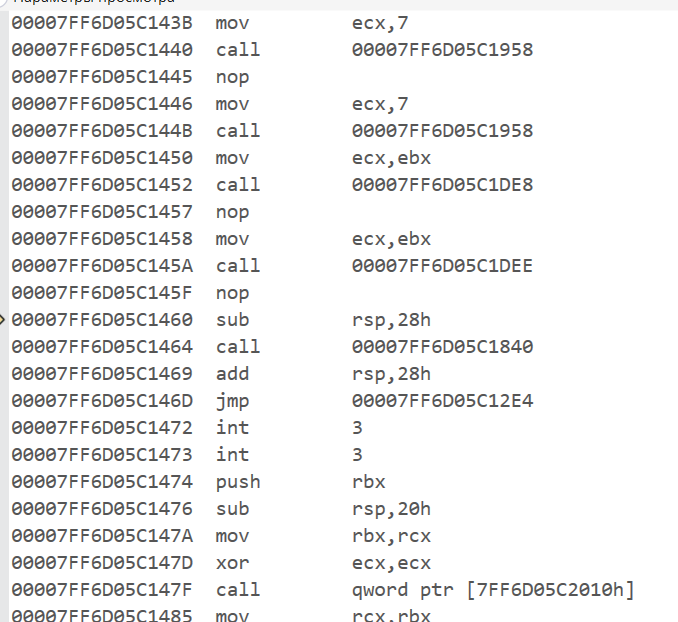 Параметры просмотра
00007FF6D05C143B mov ecx,7
00007FF6D05C1440 call 00007FF6D05C1958
00007FF6D05C1445 nop
00007FF6D05C1446 mov ecx,7
00007FF6D05C144B call 00007FF6D05C1958
00007FF6D05C1450 mov ecx,ebx
00007FF6D05C1452 call 00007FF6D05C1DE8
00007FF6D05C1457 nop
00007FF6D05C1458 mov ecx,ebx
00007FF6D05C145A call 00007FF6D05C1DEE
00007FF6D05C145F nop
00007FF6D05C1460 sub rsp,28h
00007FF6D05C1464 call 00007FF6D05C1840
00007FF6D05C1469 add rsp,28h
00007FF6D05C146D jmp 00007FF6D05C12E4
00007FF6D05C1472 int 3
00007FF6D05C1473 int 3
00007FF6D05C1474 push rbx
00007FF6D05C1476 sub rsp,20h
00007FF6D05C147A mov rbx,rcx
00007FF6D05C147D xor ecx,ecx
00007FF6D05C147F call qword ptr [7FF6D05C2010h]
00007FF6D05C1485 mov rcx,rbx